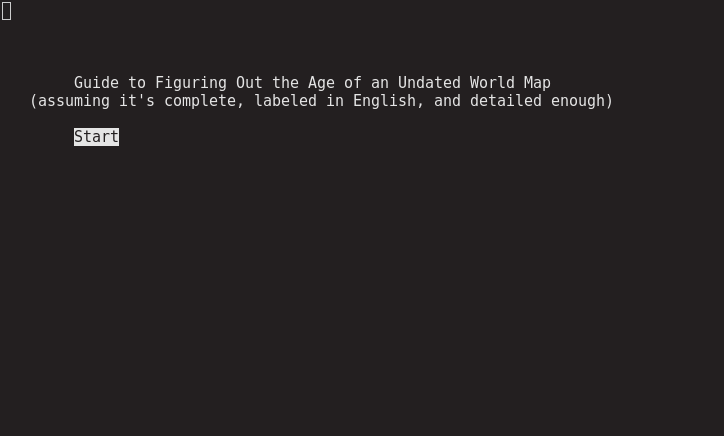 Guide to Figuring Out the Age of an Undated World Map
(assuming it's complete, labeled in English, and detailed enough)
Start